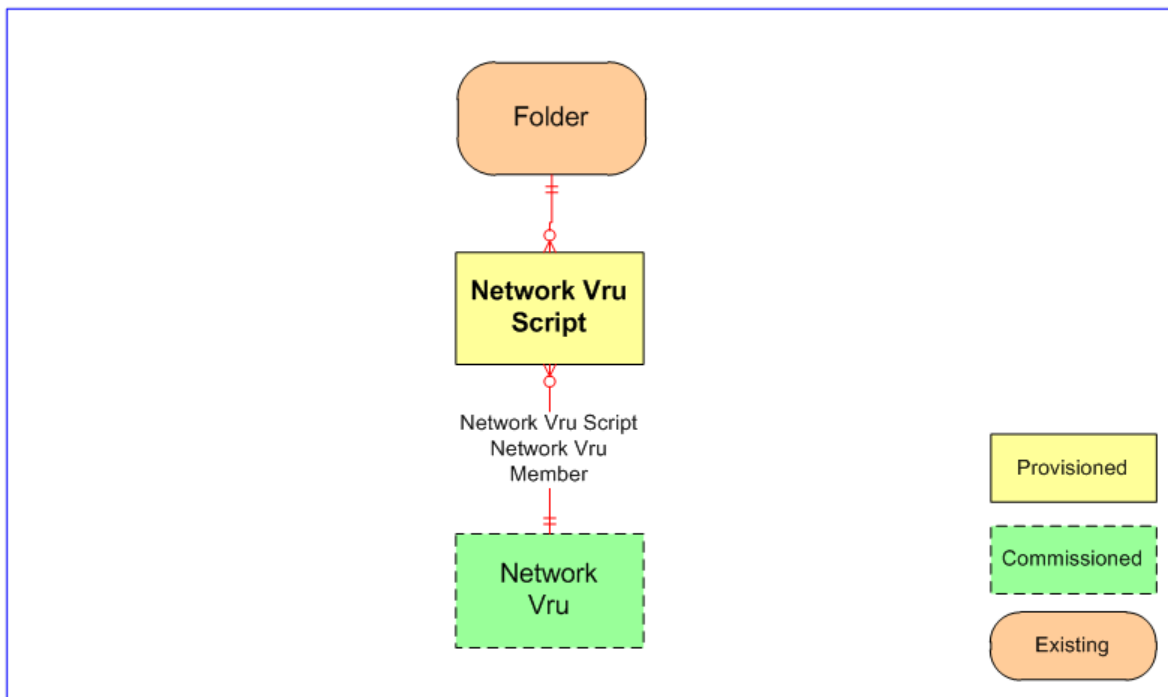 Folder
Network Vru
Script
Network Vru Script
Network Vru
Member
Network
Vru
Provisioned
Commissioned
Existing